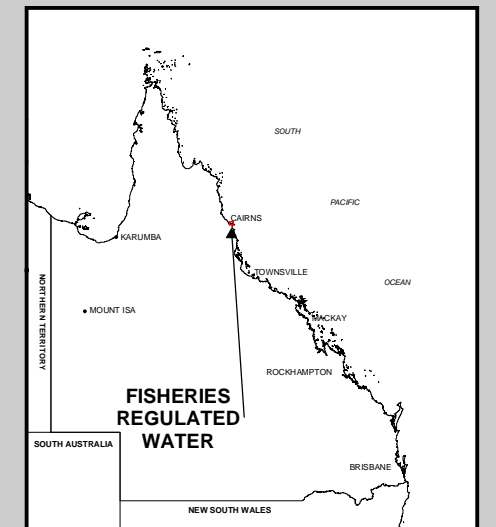 SOUTH
PACIFIC
CAIRNS
KARUMBA
TOWNSVILLE
OCEAN
NORTHERN TERRITORY
MOUNT ISA
MACKAY
ROCKHAMPTON
FISHERIES
REGULATED
WATER
SOUTH AUSTRALIA
BRISBANE
NEW SOUTH WALES